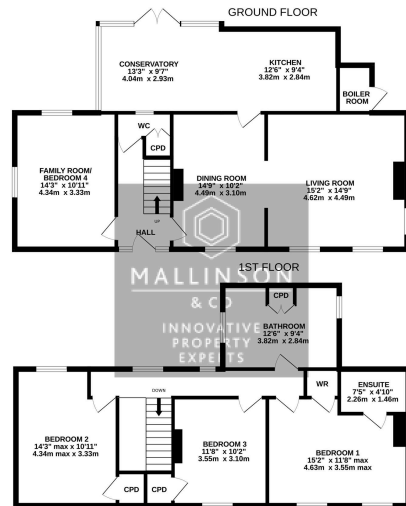 GROUND FLOOR
CONSERVATORY
13'3" x 9'7"
4.04m x 2.93m
KITCHEN
12'6" x 9'4"
3.82m x 2.84m
BOILER
ROOM
WC
CPD
FAMILY ROOM/
BEDROOM 4
14'3" x 10'11"
4.34m x 3.33m
DINING ROOM
14'9" x 10'2"
4.49m x 3.10m
LIVING ROOM
15'2" x 14'9"
4.62m x 4.49m
UP
HALL
1ST FLOOR
MALLINSON
& CO
INNOVATIVE
PROPERTY
EXPERTS
CPD
BATHROOM
12'6" x 9'4"
3.82m x 2.84m
DOWN
WR
ENSUITE
7'5" x 4'10"
2.26m x 1.46m
BEDROOM 2
14'3" max x 10'11"
4.34m max x 3.33m
BEDROOM 3
11'8" x 10'2"
3.55m x 3.10m
BEDROOM 1
15'2" x 11'8" max
4.63m x 3.55m max
CPD
CPD